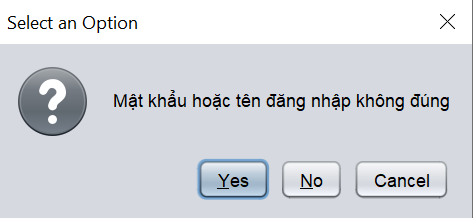 Select an Option
Mật khẩu hoặc tên đăng nhập không đúng
Yes
No
Cancel